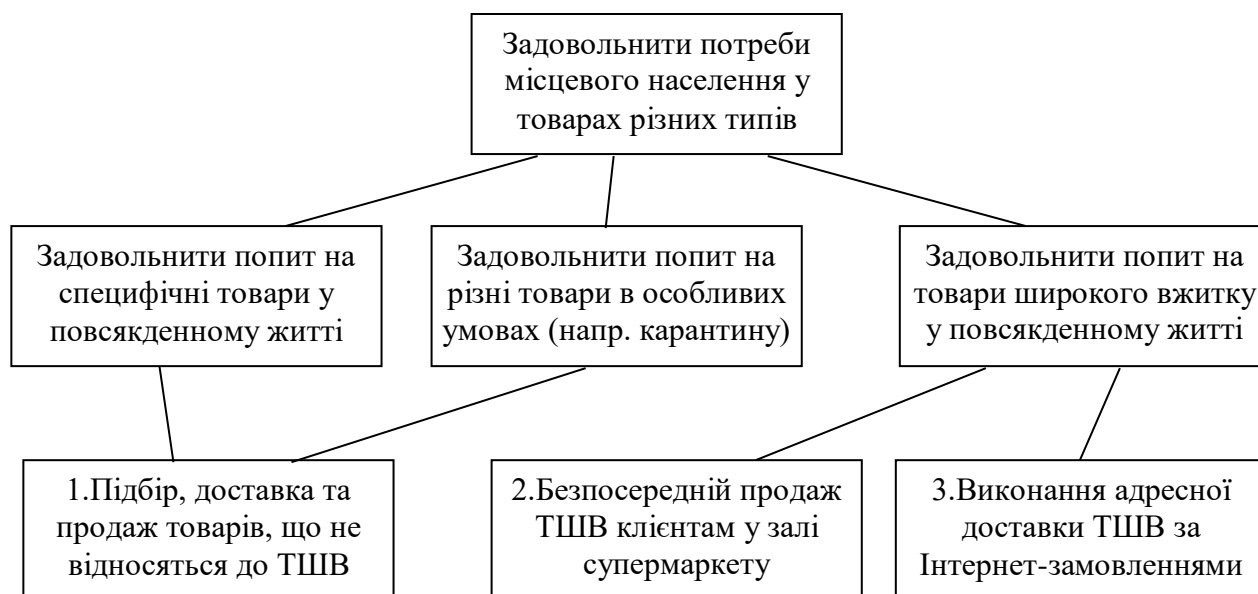 Задовольнити потреби
місцевого населення у
товарах різних типів
Задовольнити попит на
специфічні товари у
повсякденному житті
Задовольнити попит на
різні товари в особливих
умовах (напр. карантину)
Задовольнити попит на
товари широкого вжитку
у повсякденному житті
1.Підбір, доставка та
продаж товарів, що не
відносяться до ТШВ
2.Безпосередній продаж
ТШВ клієнтам у залі
супермаркету
3.Виконання адресної
доставки ТШВ за
Інтернет-замовленнями